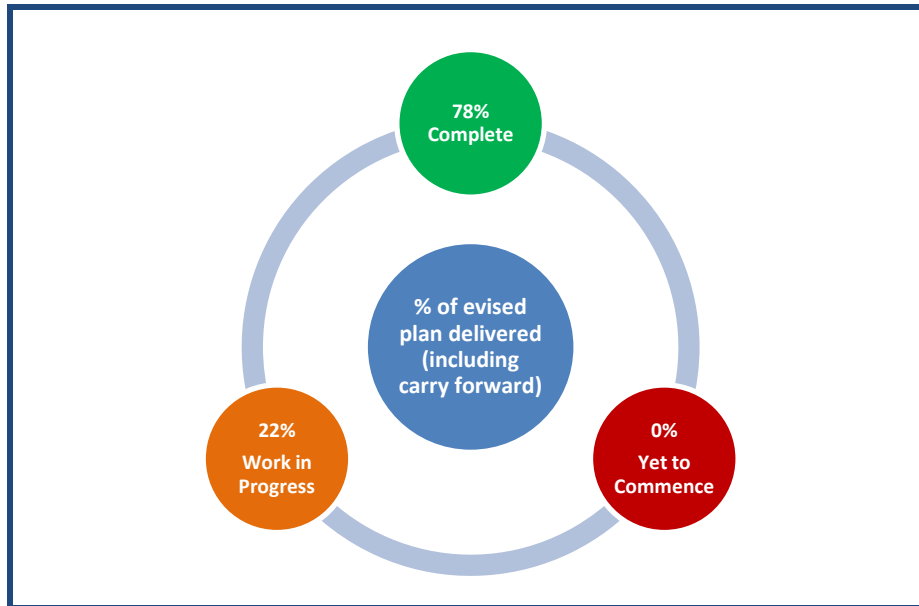 78%
Complete
% of evised
plan delivered
(including
carry forward)
22%
Work in
Progress
0%
Yet to
Commence